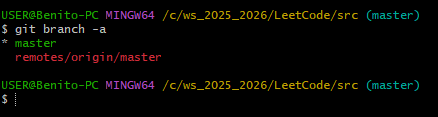 USER@Benito-PC MINGW64 /c/ws_2025_2026/LeetCode/src (master)
$ git branch -a
* master
  remotes/origin/master

USER@Benito-PC MINGW64 /c/ws_2025_2026/LeetCode/src (master)
$